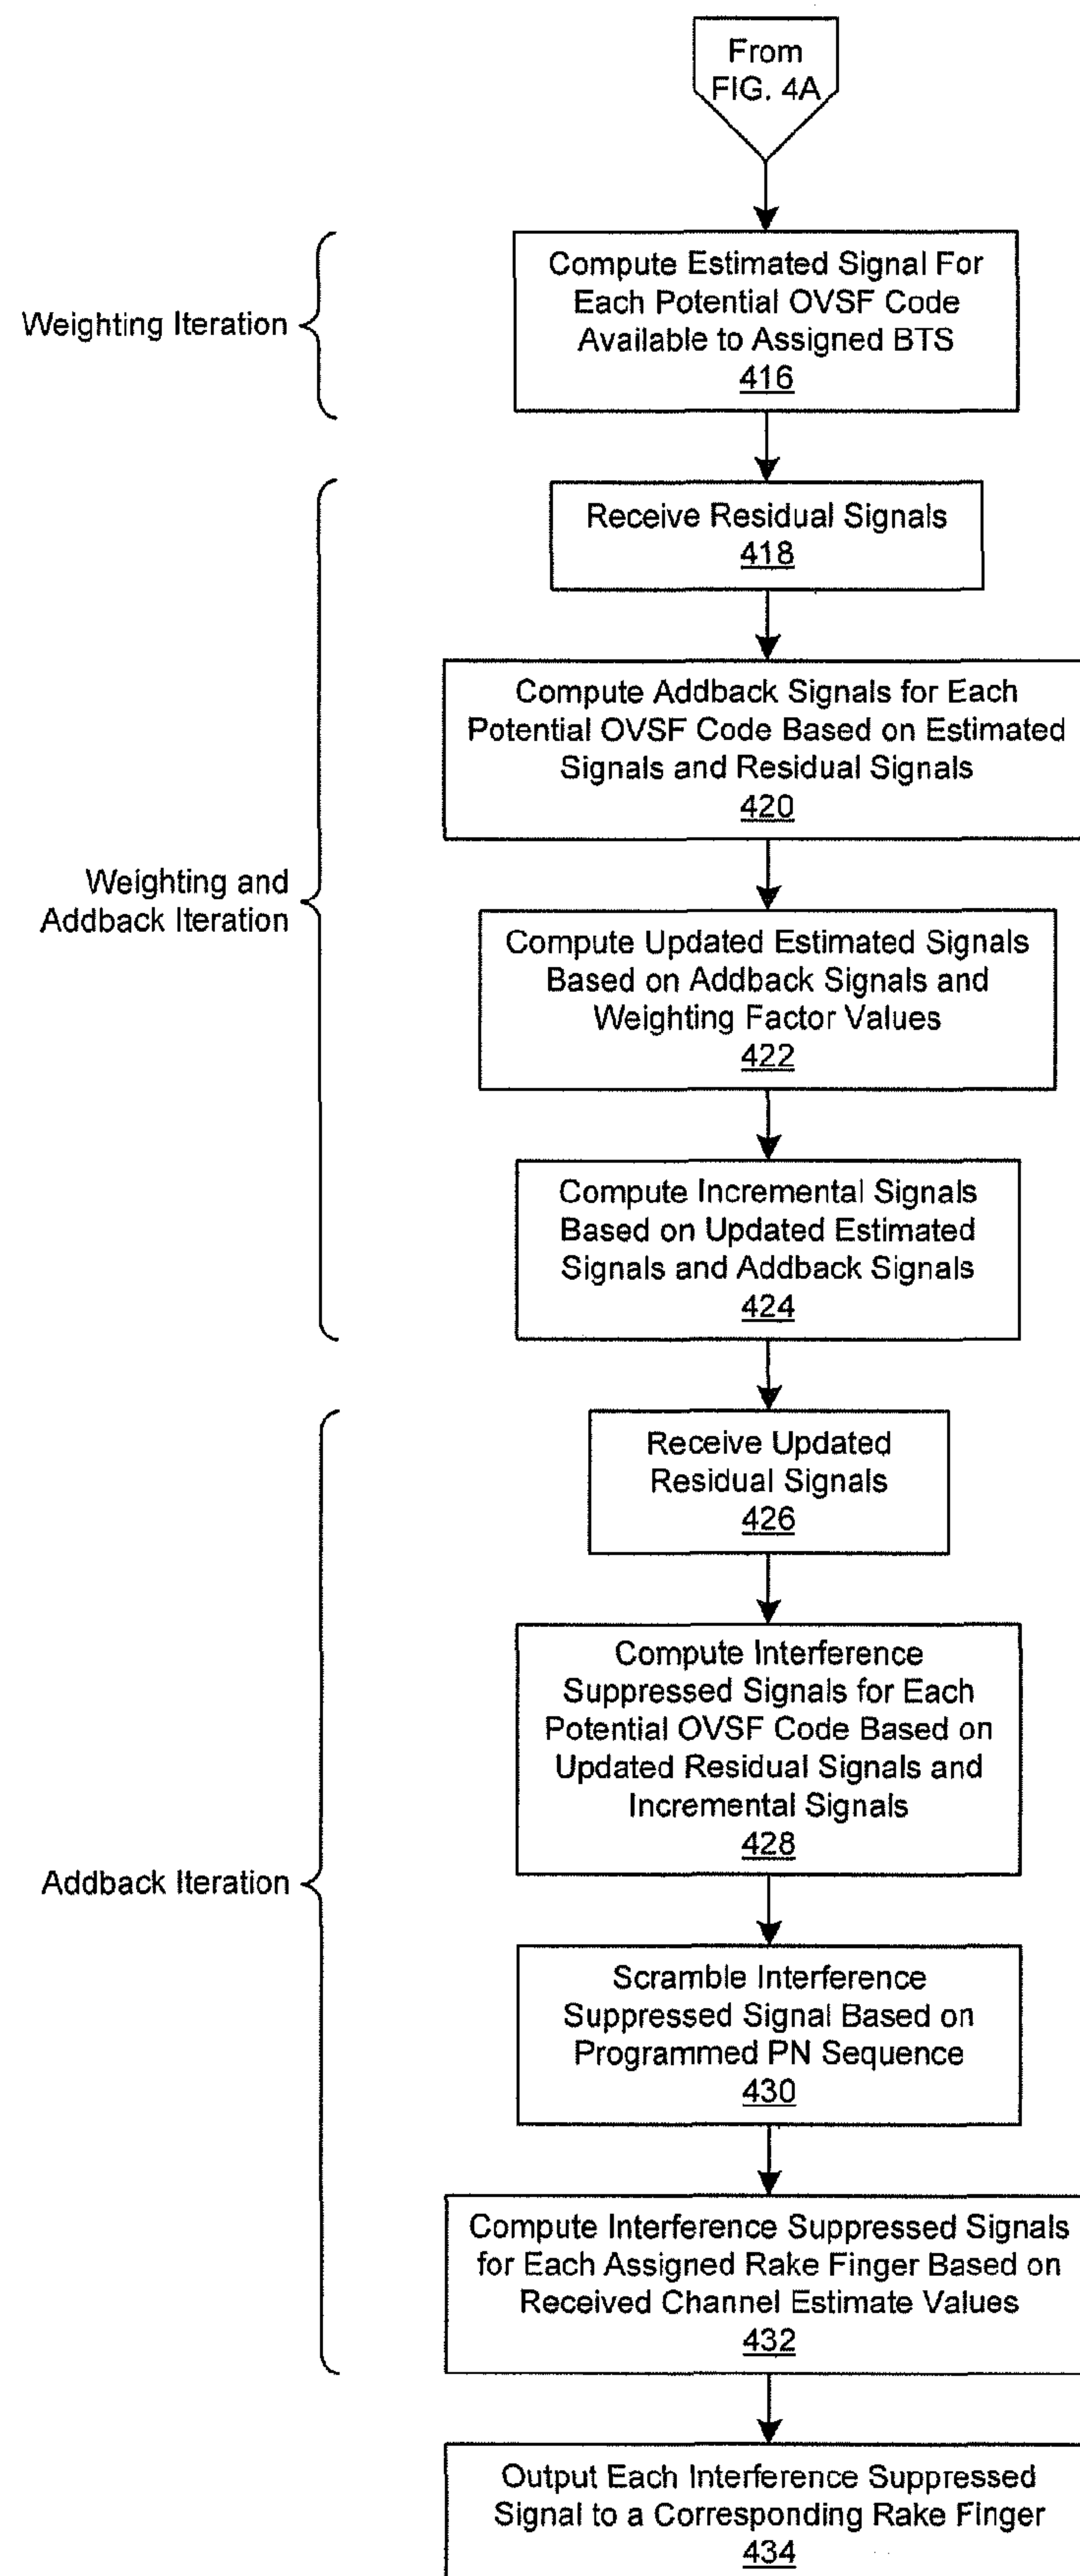 From
FIG. 4A
Weighting Iteration
Compute Estimated Signal For
Each Potential OVSF Code
Available to Assigned BTS
416
Weighting and
Addback Iteration
Receive Residual Signals
418
Compute Addback Signals for Each
Potential OVSF Code Based on Estimated
Signals and Residual Signals
420
Compute Updated Estimated Signals
Based on Addback Signals and
Weighting Factor Values
422
Compute Incremental Signals
Based on Updated Estimated
Signals and Addback Signals
424
Addback Iteration
Receive Updated
Residual Signals
426
Compute Interference
Suppressed Signals for Each
Potential OVSF Code Based on
Updated Residual Signals and
Incremental Signals
428
Scramble Interference
Suppressed Signal Based on
Programmed PN Sequence
430
Compute Interference Suppressed Signals
for Each Assigned Rake Finger Based on
Received Channel Estimate Values
432
Output Each Interference Suppressed
Signal to a Corresponding Rake Finger
434